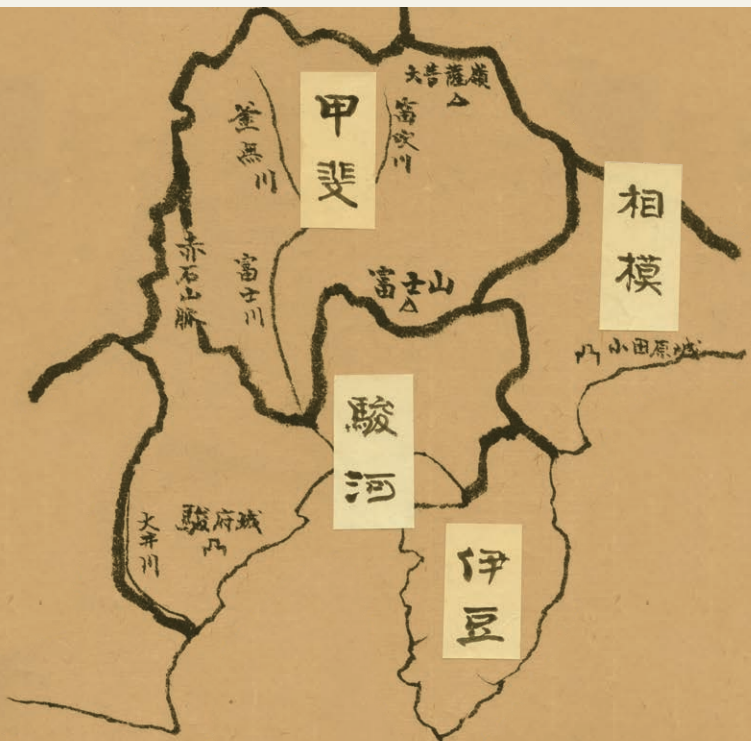 大菩薩嶺
甲斐
釜無川
笛吹川
相模
赤石山脈
富士川
富士山
小田原城
駿河
駿府城
大井川
伊豆